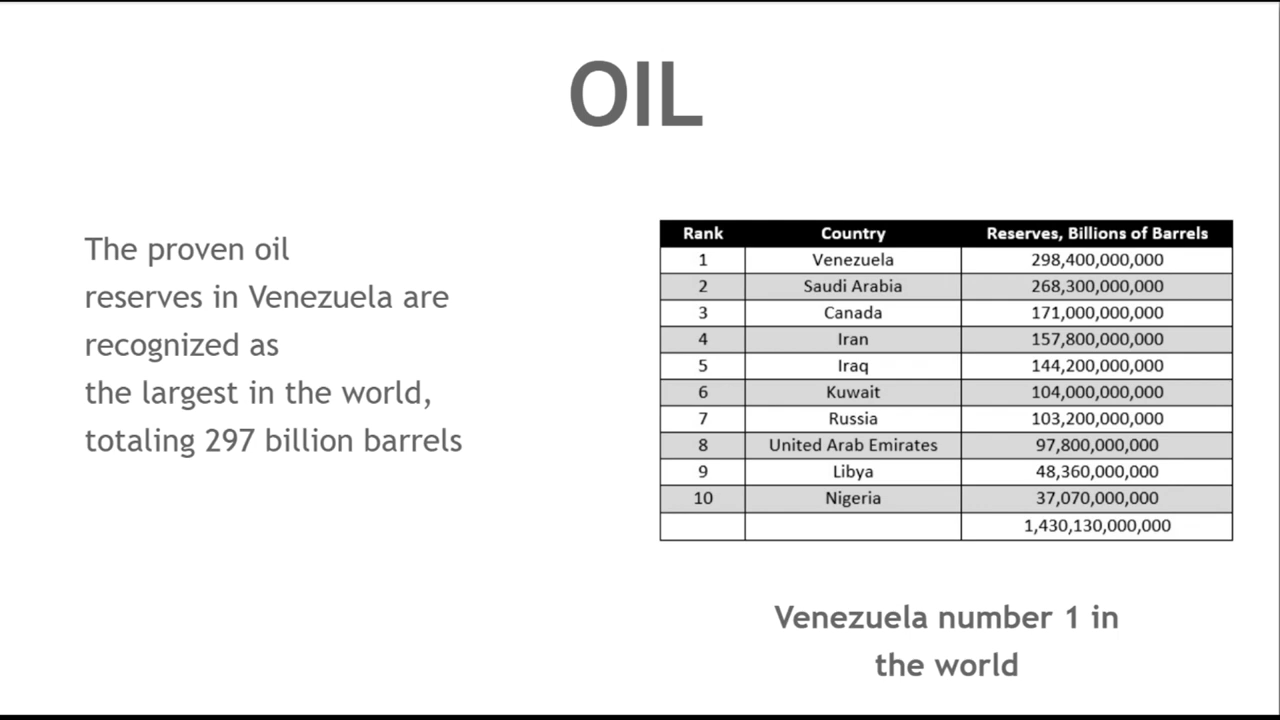 OIL
The proven oil
reserves in Venezuela are
recognized as
the largest in the world,
totaling 297 billion barrels
Rank Country Reserves, Billions of Barrels
1 Venezuela 298,400,000,000
2 Saudi Arabia 268,300,000,000
3 Canada 171,000,000,000
4 Iran 157,800,000,000
5 Iraq 144,200,000,000
6 Kuwait 104,000,000,000
7 Russia 103,200,000,000
8 United Arab Emirates 97,800,000,000
9 Libya 48,360,000,000
10 Nigeria 37,070,000,000
1,430,130,000,000
Venezuela number 1 in
the world